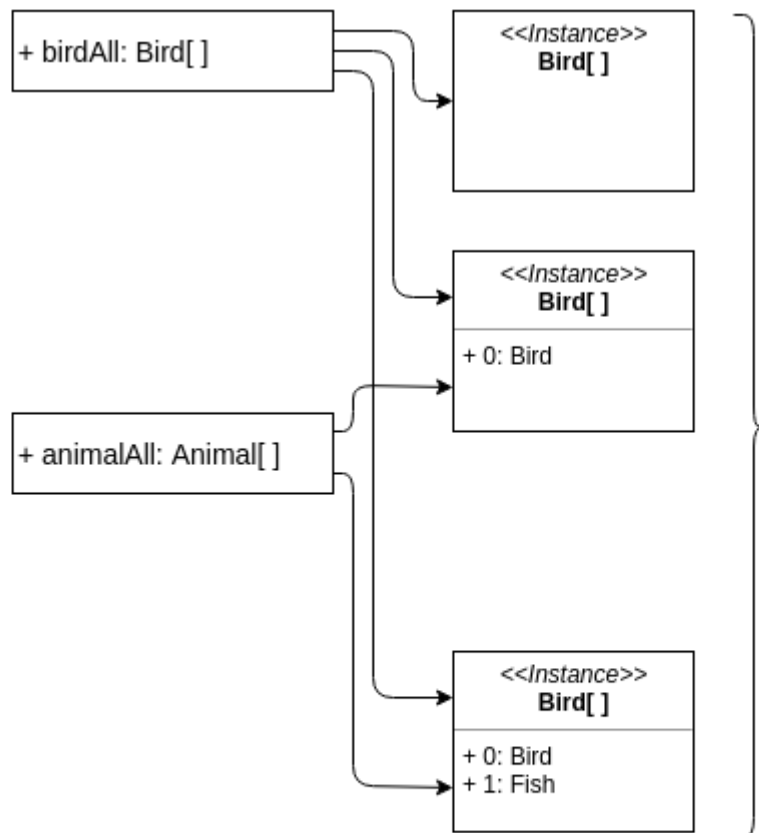 + birdAll: Bird[ ]
<<Instance>>
Bird[ ]
<<Instance>>
Bird[ ]
+ 0: Bird
+ animalAll: Animal[ ]
<<Instance>>
Bird[ ]
+ 0: Bird
+ 1: Fish